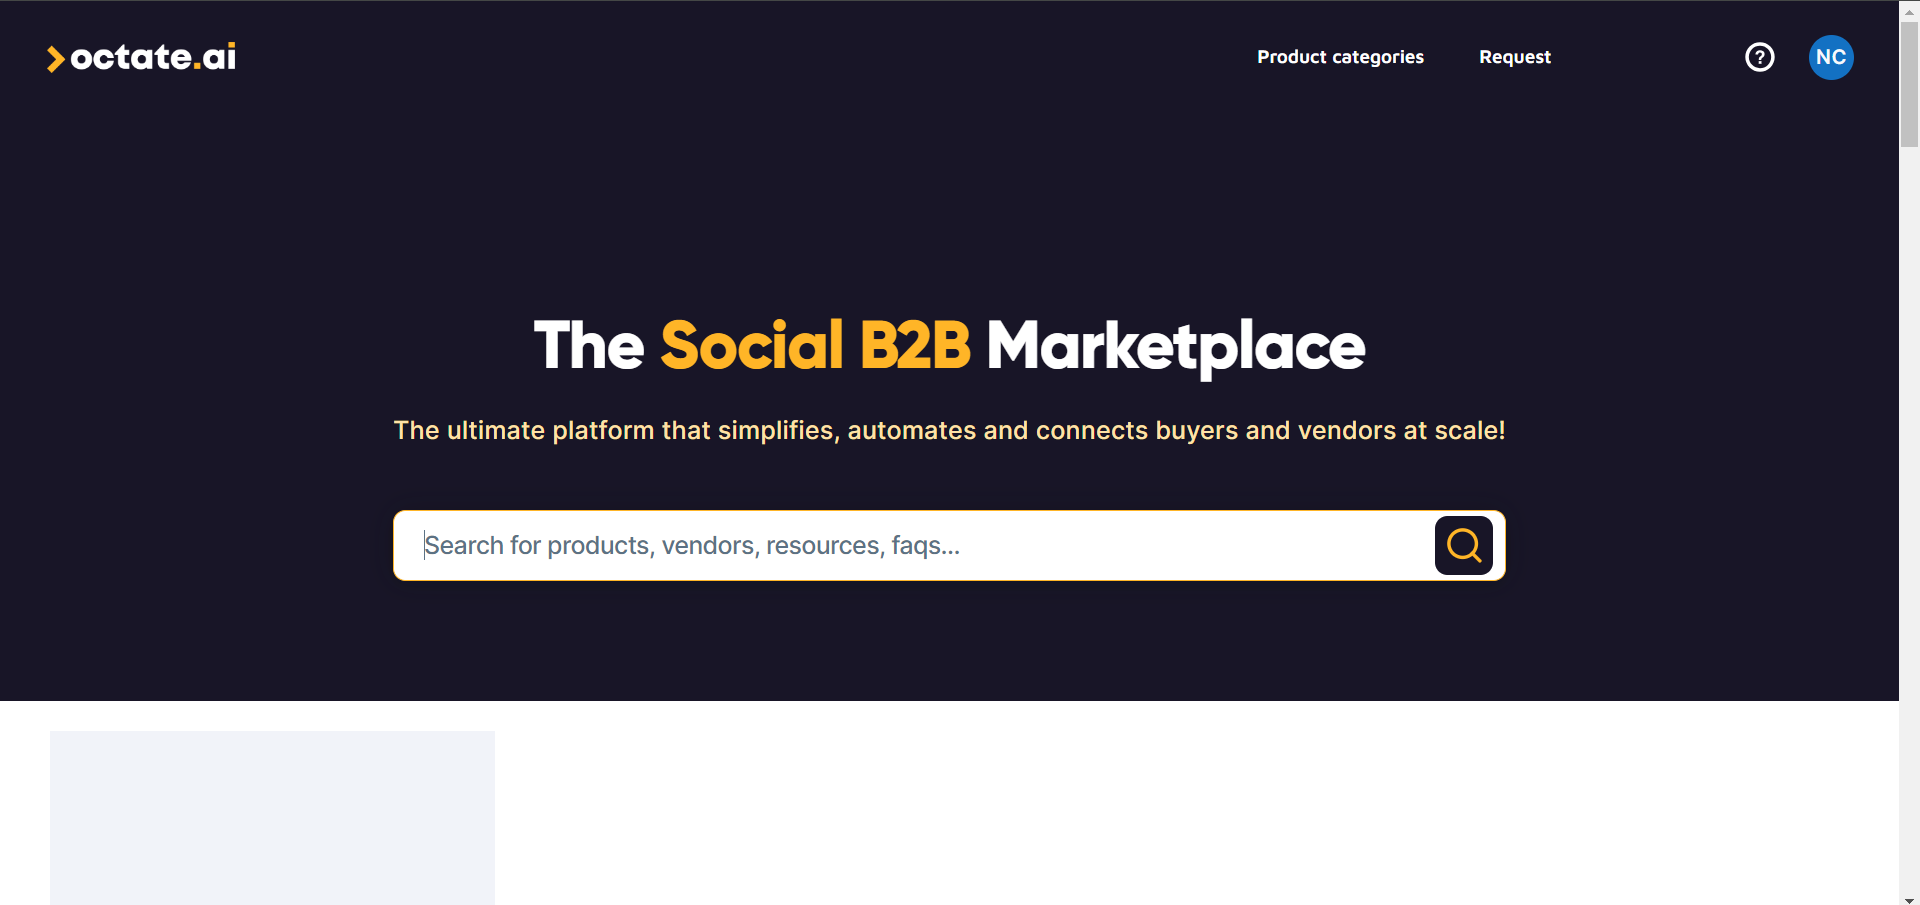 octate.ai
Product categories
Request
?
NC
The Social B2B Marketplace
The ultimate platform that simplifies, automates and connects buyers and vendors at scale!
Search for products, vendors, resources, faqs...